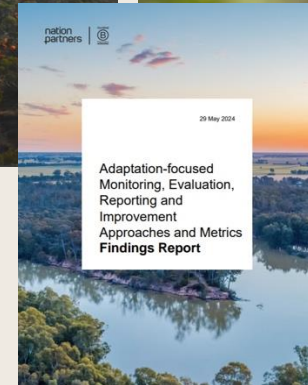 nation
partners
B
29 May 2024
Adaptation-focused
Monitoring, Evaluation,
Reporting and
Improvement
Approaches and Metrics
Findings Report